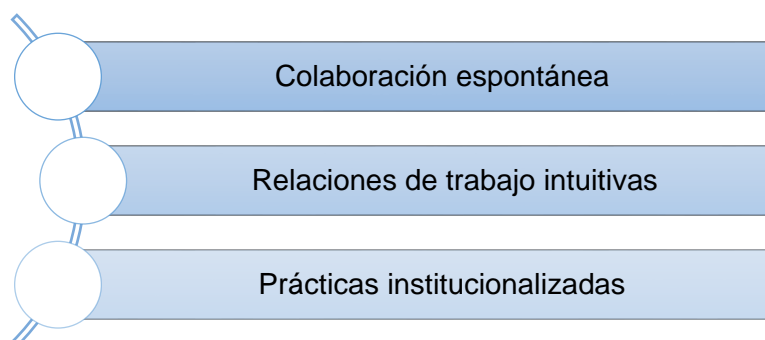 Colaboración espontánea
Relaciones de trabajo intuitivas
Prácticas institucionalizadas